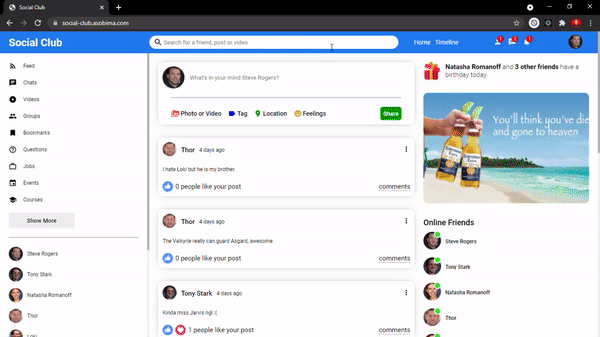 Social Club
social-club.asobima.com
Social Club
Search for a friend, post or video
Home Timeline
Feed
Chats
Videos
Groups
Bookmarks
Questions
Jobs
Events
Courses
Show More
Steve Rogers
Tony Stark
Natasha Romanoff
Thor
Loki
What's in your mind Steve Rogers?
Photo or Video
Tag
Location
Feelings
Share
Thor 4 days ago
I hate Loki but he is my brother.
0 people like your post
comments
Thor 4 days ago
The Valkyrie really can guard Asgard, awesome.
0 people like your post
comments
Tony Stark 4 days ago
Kinda miss Jarvis ngl :(
1 people like your post
comments
Natasha Romanoff and 3 other friends have a
birthday today.
You'll think you've die
and gone to heaven
Online Friends
Steve Rogers
Tony Stark
Natasha Romanoff
Thor